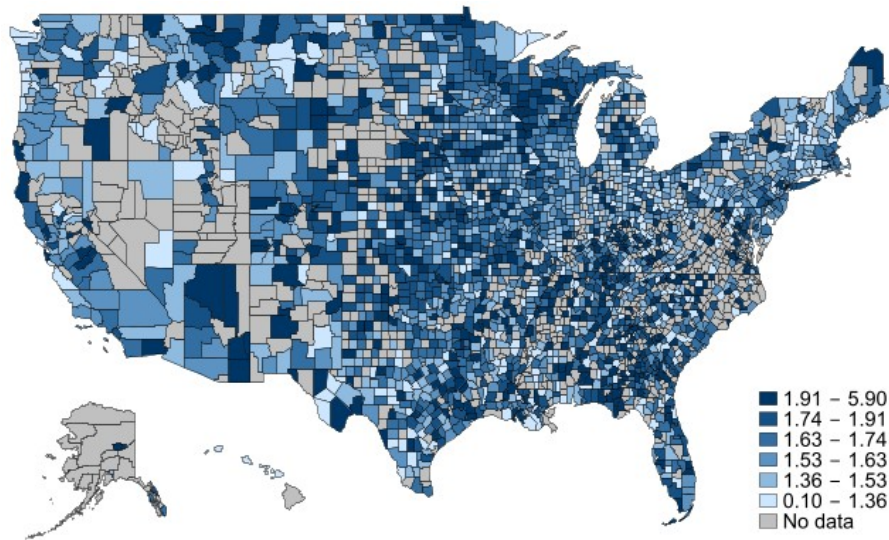 1.91 – 5.90
1.74 – 1.91
1.63 – 1.74
1.53 – 1.63
1.36 – 1.53
0.10 – 1.36
No data